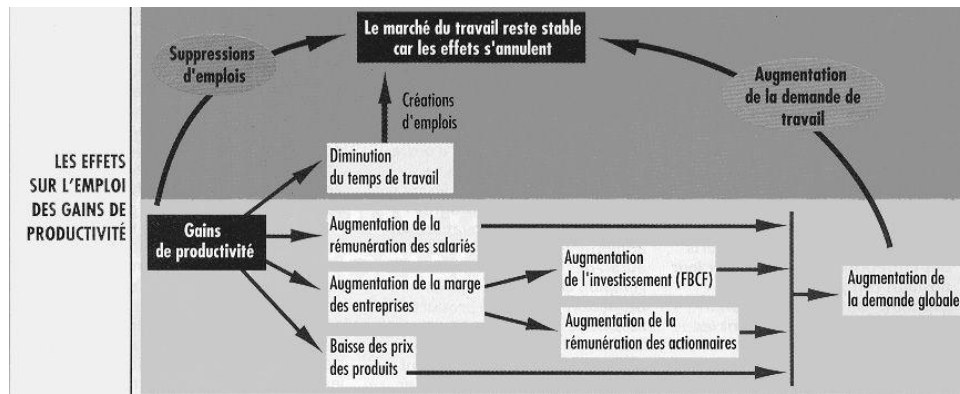 LES EFFETS
SUR L'EMPLOI
DES GAINS DE
PRODUCTIVITÉ
Le marché du travail reste stable
car les effets s'annulent
Suppressions
d'emplois
Augmentation
de la demande de
travail
Créations
d'emplois
Diminution
du temps de travail
Gains
de productivité
Augmentation de la
rémunération des salariés
Augmentation de la marge
des entreprises
Augmentation
de l'investissement (FBCF)
Augmentation de la
rémunération des actionnaires
Baisse des prix
des produits
Augmentation de
la demande globale